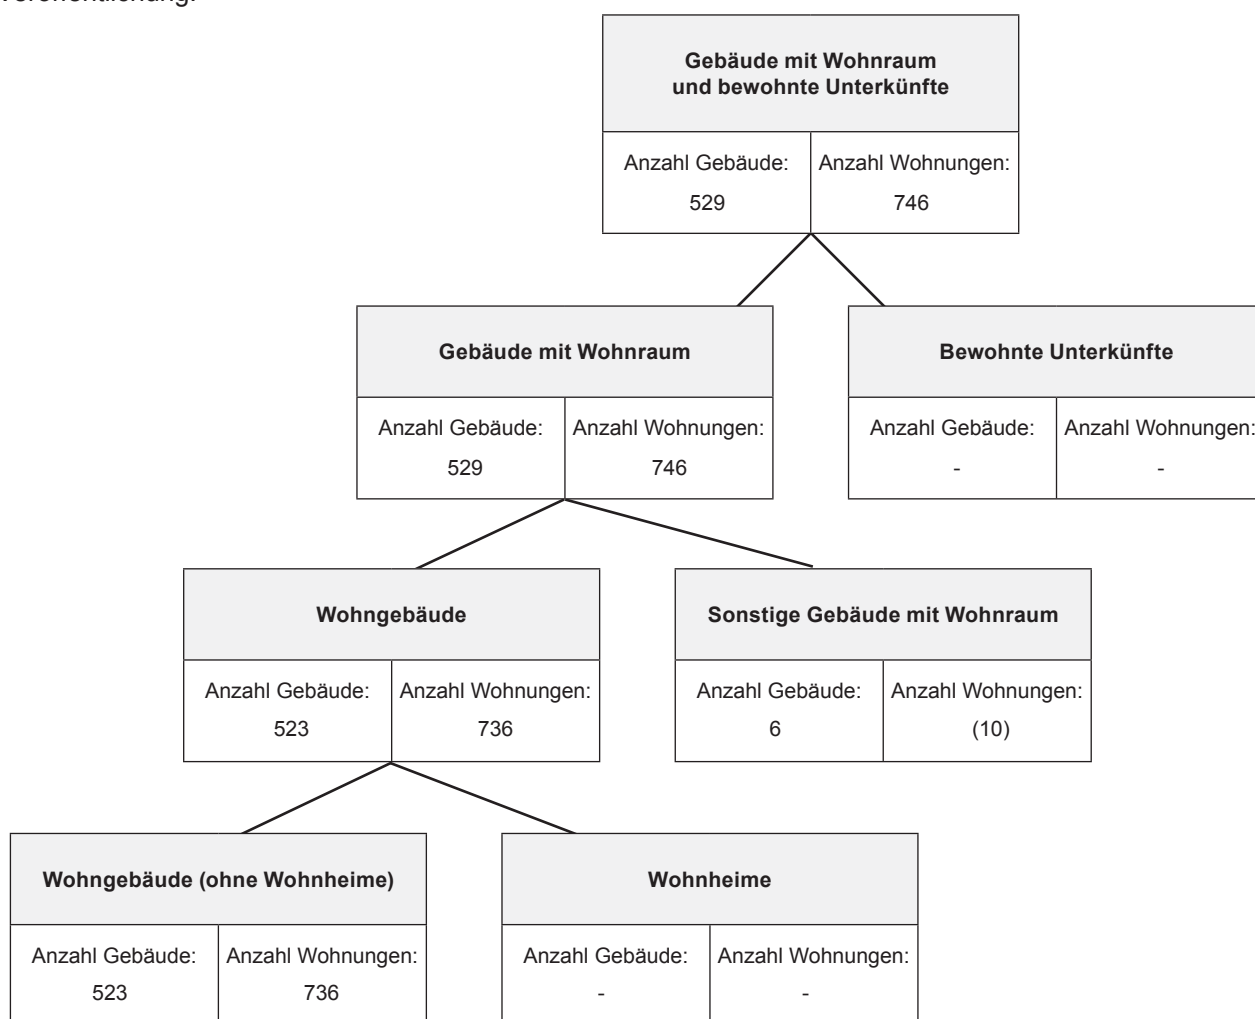 Veröffentlichung.
Gebäude mit Wohnraum
und bewohnte Unterkünfte
Anzahl Gebäude: Anzahl Wohnungen:
529 746
Gebäude mit Wohnraum
Anzahl Gebäude: Anzahl Wohnungen:
529 746
Bewohnte Unterkünfte
Anzahl Gebäude: Anzahl Wohnungen:
- -
Wohngebäude
Anzahl Gebäude: Anzahl Wohnungen:
523 736
Sonstige Gebäude mit Wohnraum
Anzahl Gebäude: Anzahl Wohnungen:
6 (10)
Wohngebäude (ohne Wohnheime)
Anzahl Gebäude: Anzahl Wohnungen:
523 736
Wohnheime
Anzahl Gebäude: Anzahl Wohnungen:
- -